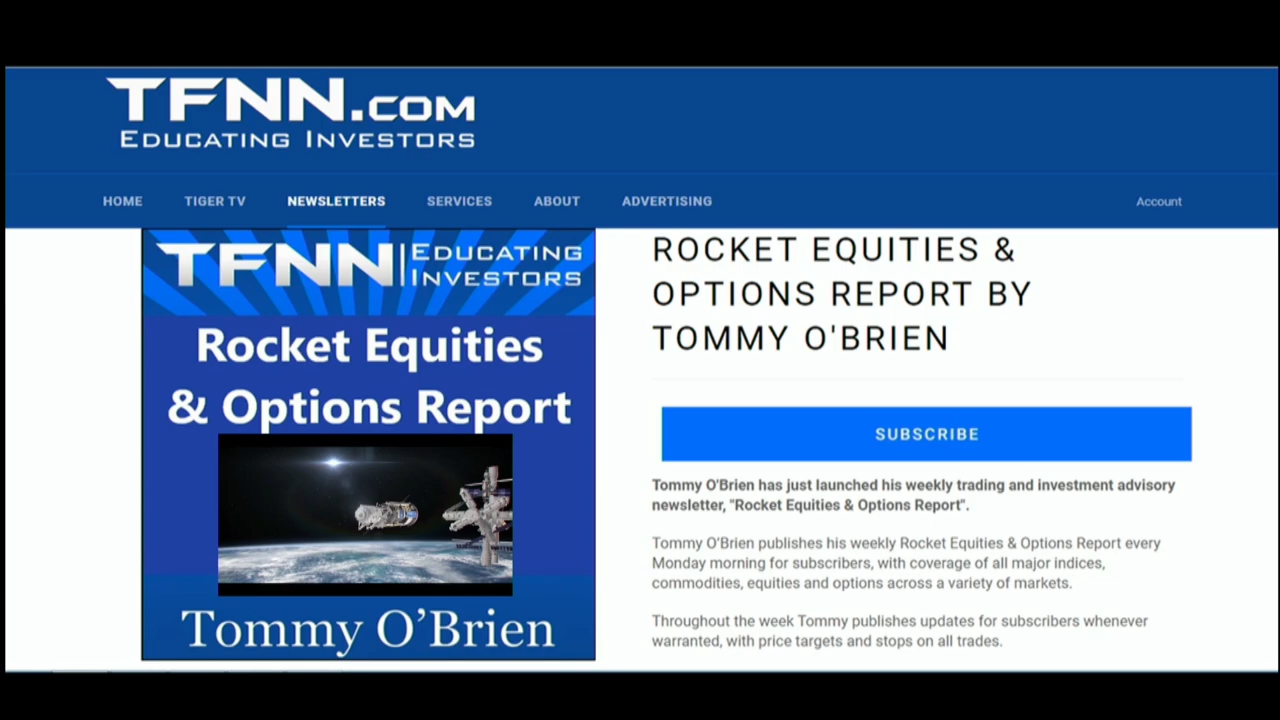 TFNN.COM
EDUCATING INVESTORS
HOME TIGER TV NEWSLETTERS SERVICES ABOUT ADVERTISING Account
TFNN | EDUCATING
INVESTORS
Rocket Equities
& Options Report
Tommy O’Brien
ROCKET EQUITIES &
OPTIONS REPORT BY
TOMMY O'BRIEN
SUBSCRIBE
Tommy O'Brien has just launched his weekly trading and investment advisory
newsletter, "Rocket Equities & Options Report".
Tommy O’Brien publishes his weekly Rocket Equities & Options Report every
Monday morning for subscribers, with coverage of all major indices,
commodities, equities and options across a variety of markets.
Throughout the week Tommy publishes updates for subscribers whenever
warranted, with price targets and stops on all trades.